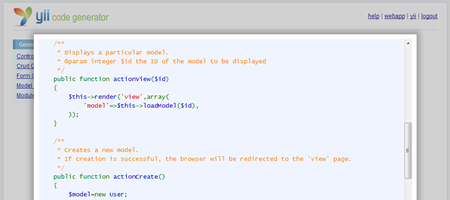 yii code generator
help | webapp | yii | logout
Gene
Contr
Crud G
Form G
Model
Modul
/**
* Displays a particular model.
* @param integer $id the ID of the model to be displayed
*/
public function actionView($id)
{
$this->render('view',array(
'model'=>$this->loadModel($id),
));
}
/**
* Creates a new model.
* If creation is successful, the browser will be redirected to the 'view' page.
*/
public function actionCreate()
{
$model=new User;